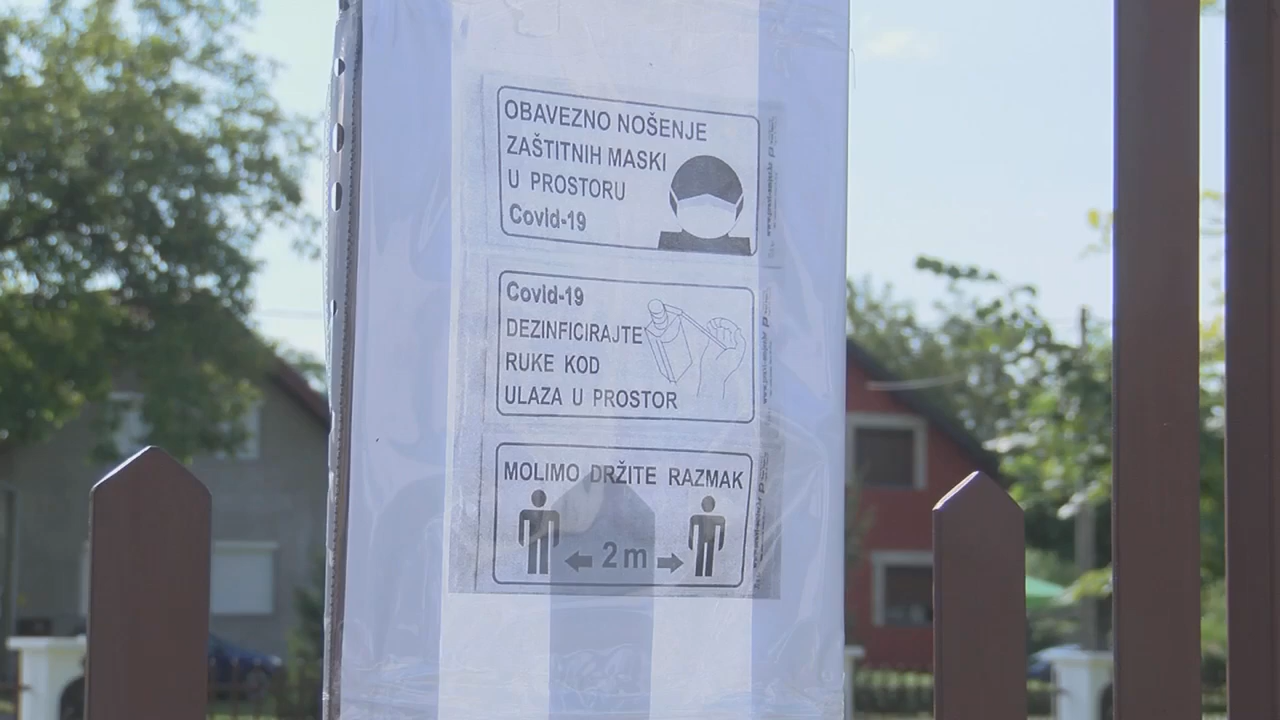 OBAVEZNO NOŠENJE
ZAŠTITNIH MASKI
U PROSTORU
Covid-19
Covid-19
DEZINFICIRAJTE
RUKE KOD
ULAZA U PROSTOR
MOLIMO DRŽITE RAZMAK
2 m